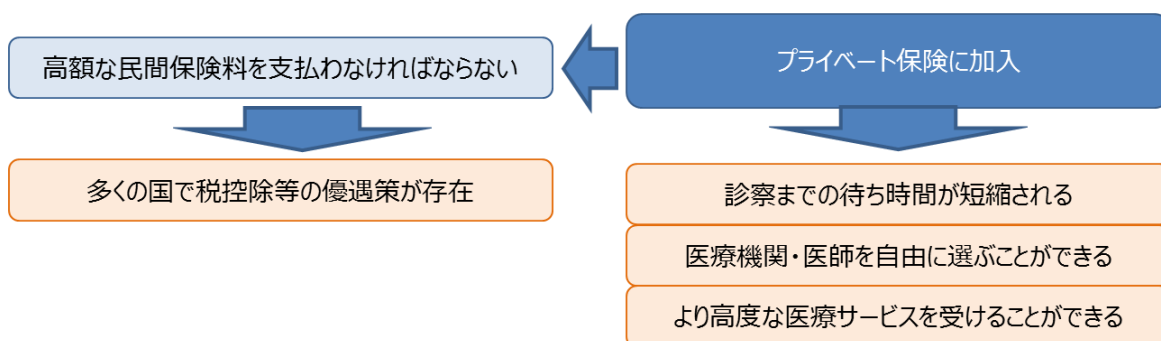 高額な民間保険料を支払わなければならない
プライベート保険に加入
多くの国で税控除等の優遇策が存在
診察までの待ち時間が短縮される
医療機関・医師を自由に選ぶことができる
より高度な医療サービスを受けることができる